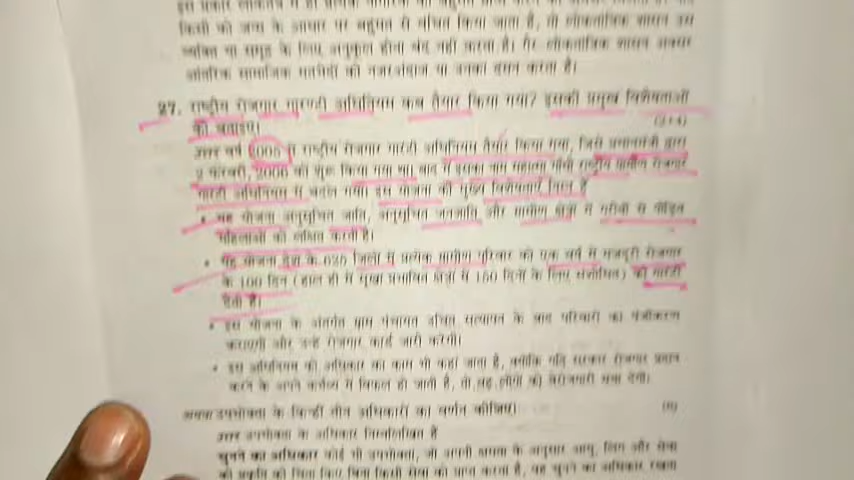 किसी को जन्म के आधार पर बहुमत से वंचित किया जाता है, तो लोकतांत्रिक शासन उस
व्यक्ति या समूह के लिए अनुकूल होना बंद नहीं करता है। गैर लोकतांत्रिक शासन अक्सर
आंतरिक सामाजिक मतभेदों को नजरअंदाज या उनका दमन करता है।
27. राष्ट्रीय रोजगार गारण्टी अधिनियम कब तैयार किया गया? इसकी प्रमुख विशेषताओं
को बताइए।
उत्तर वर्ष में राष्ट्रीय रोजगार गारंटी अधिनियम तैयार किया गया, जिसे प्रधानमंत्री द्वारा
2 फरवरी, 2006 को शुरू किया गया था, बाद में इसका नाम महात्मा गाँधी राष्ट्रीय ग्रामीण रोजगार
गारंटी अधिनियम में बदला गया। इस योजना की मुख्य विशेषताएँ निम्न हैं
• यह योजना अनुसूचित जाति, अनुसूचित जनजाति और ग्रामीण क्षेत्रों में गरीबी से पीड़ित
महिलाओं को लक्षित करती है।
• यह योजना देश के 625 जिलों में प्रत्येक ग्रामीण परिवार को एक वर्ष में मजदूरी रोजगार
के 100 दिन (हाल ही में सूखा प्रभावित क्षेत्रों में 150 दिनों के लिए संशोधित) की गारंटी
देती है।
• इस योजना के अंतर्गत ग्राम पंचायत उचित सत्यापन के बाद परिवारों का पंजीकरण
कराएगी और उन्हें रोजगार कार्ड जारी करेगी।
• इस अधिनियम को अधिकार का काम भी कहा जाता है, क्योंकि यदि सरकार रोजगार प्रदान
करने के अपने कर्त्तव्य में विफल हो जाती है, तो वह लोगों को बेरोजगारी भत्ता देगी।
अथवा उपभोक्ता के किन्हीं तीन अधिकारों का वर्णन कीजिए।
उत्तर उपभोक्ता के अधिकार निम्नलिखित हैं
चुनने का अधिकार कोई भी उपभोक्ता, जो अपनी क्षमता के अनुसार आयु, लिंग और सेवा
की प्रकृति की चिंता किए बिना किसी सेवा को प्राप्त करता है, वह चुनने का अधिकार रखता